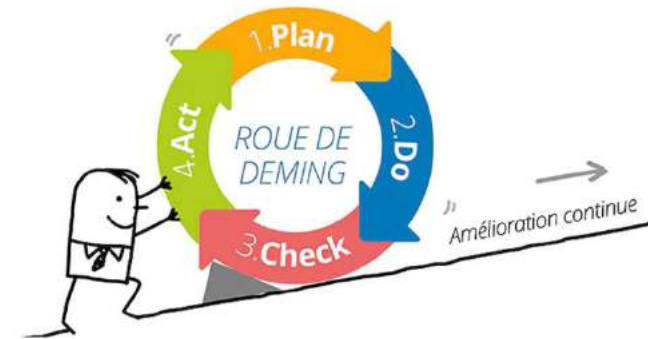 1.Plan
2.Do
3.Check
4.Act
ROUE DE
DEMING
Amélioration continue